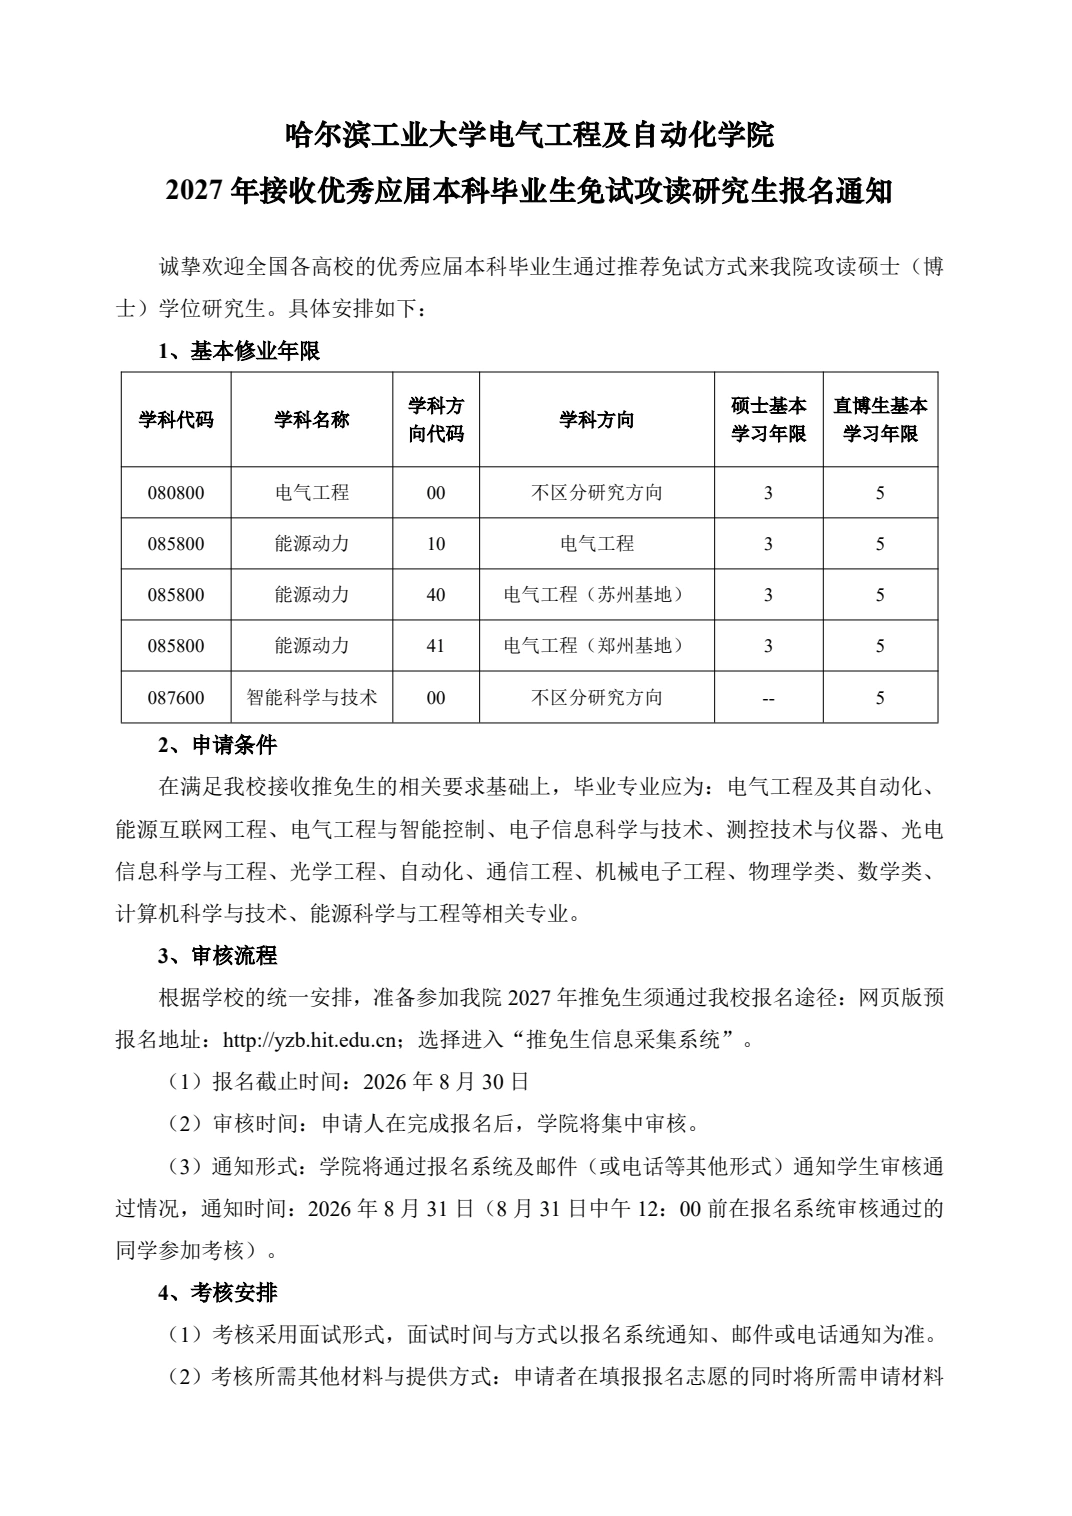 哈尔滨工业大学电气工程及自动化学院
2027 年接收优秀应届本科毕业生免试攻读研究生报名通知
诚挚欢迎全国各高校的优秀应届本科毕业生通过推荐免试方式来我院攻读硕士（博
士）学位研究生。具体安排如下：
1、基本修业年限
学科代码 学科名称 学科方向代码 学科方向 硕士基本学习年限 直博生基本学习年限
080800 电气工程 00 不区分研究方向 3 5
085800 能源动力 10 电气工程 3 5
085800 能源动力 40 电气工程（苏州基地） 3 5
085800 能源动力 41 电气工程（郑州基地） 3 5
087600 智能科学与技术 00 不区分研究方向 -- 5
2、申请条件
在满足我校接收推免生的相关要求基础上，毕业专业应为：电气工程及其自动化、
能源互联网工程、电气工程与智能控制、电子信息科学与技术、测控技术与仪器、光电
信息科学与工程、光学工程、自动化、通信工程、机械电子工程、物理学类、数学类、
计算机科学与技术、能源科学与工程等相关专业。
3、审核流程
根据学校的统一安排，准备参加我院 2027 年推免生须通过我校报名途径：网页版预
报名地址：http://yzb.hit.edu.cn；选择进入“推免生信息采集系统”。
（1）报名截止时间：2026 年 8 月 30 日
（2）审核时间：申请人在完成报名后，学院将集中审核。
（3）通知形式：学院将通过报名系统及邮件（或电话等其他形式）通知学生审核通
过情况，通知时间：2026 年 8 月 31 日（8 月 31 日中午 12：00 前在报名系统审核通过的
同学参加考核）。
4、考核安排
（1）考核采用面试形式，面试时间与方式以报名系统通知、邮件或电话通知为准。
（2）考核所需其他材料与提供方式：申请者在填报报名志愿的同时将所需申请材料